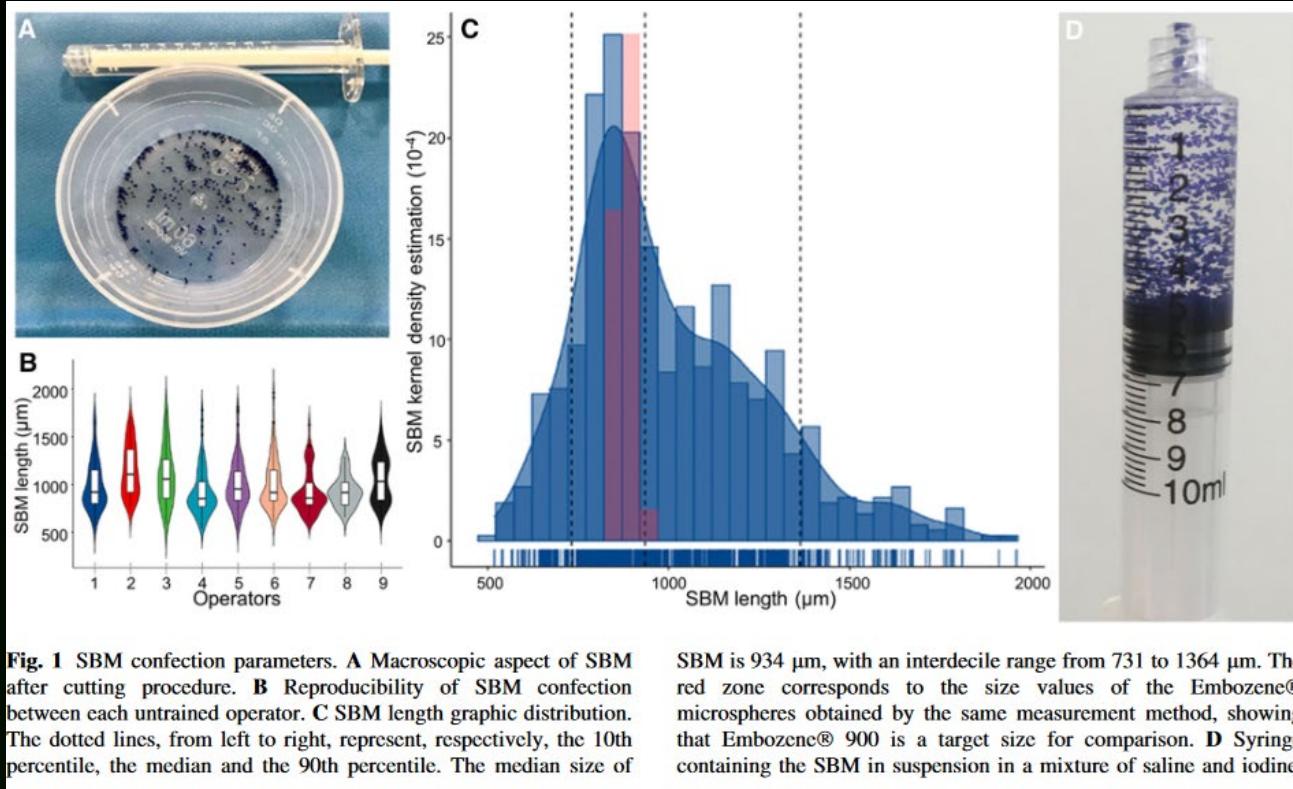 A
B
SBM length (µm)
2000
1500
1000
500
1 2 3 4 5 6 7 8 9
Operators
C
SBM kernel density estimation (10-4)
25
20
15
10
5
0
500 1000 1500 2000
SBM length (µm)
D
1
2
3
4
5
6
7
8
9
10ml
Fig. 1 SBM confection parameters. A Macroscopic aspect of SBM
after cutting procedure. B Reproducibility of SBM confection
between each untrained operator. C SBM length graphic distribution.
The dotted lines, from left to right, represent, respectively, the 10th
percentile, the median and the 90th percentile. The median size of
SBM is 934 µm, with an interdecile range from 731 to 1364 µm. The
red zone corresponds to the size values of the Embozene®
microspheres obtained by the same measurement method, showing
that Embozene® 900 is a target size for comparison. D Syringe
containing the SBM in suspension in a mixture of saline and iodine